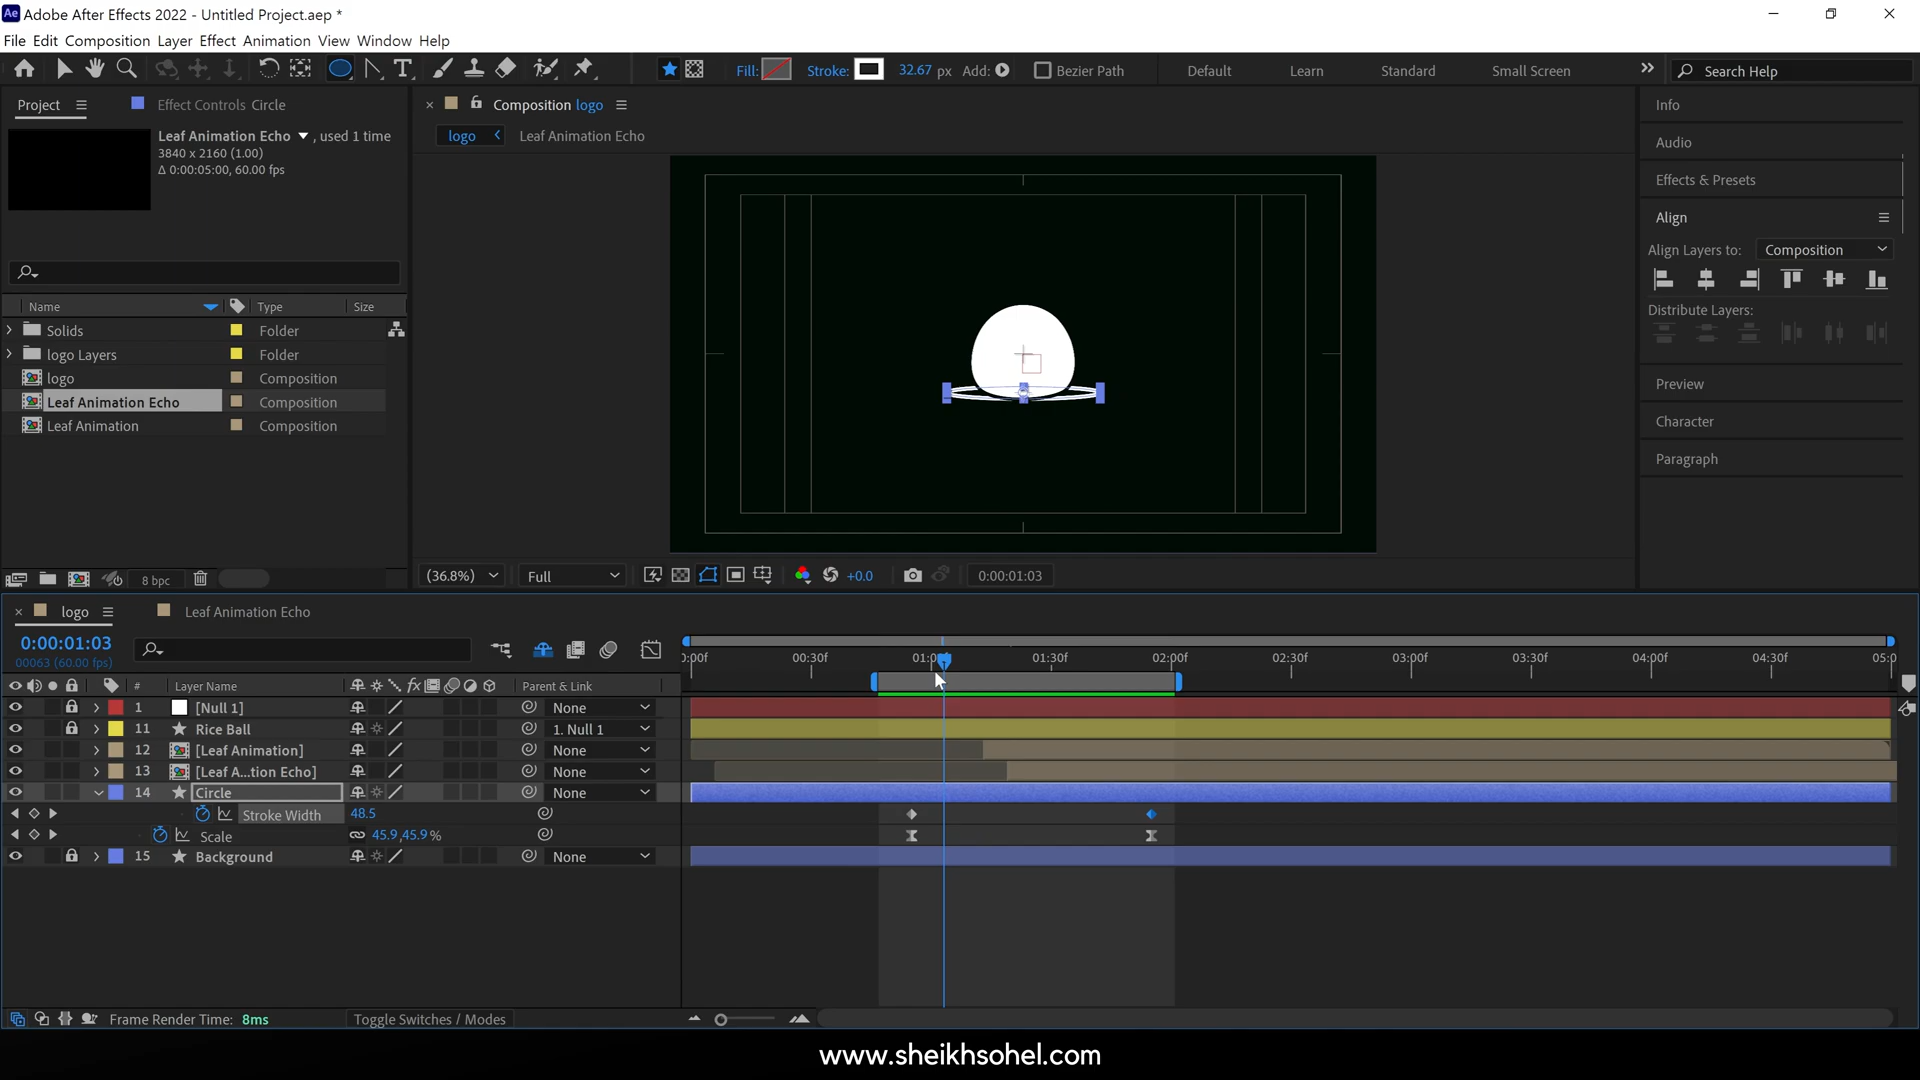 Adobe After Effects 2022 - Untitled Project.aep *
File Edit Composition Layer Effect Animation View Window Help
Fill: Stroke: 32.67 px Add: Bezier Path Default Learn Standard Small Screen Search Help
Project Effect Controls Circle
Leaf Animation Echo , used 1 time
3840 x 2160 (1.00)
Δ 0:00:05:00, 60.00 fps
Name Type Size
Solids Folder
logo Layers Folder
logo Composition
Leaf Animation Echo Composition
Leaf Animation Composition
8 bpc
Composition logo
logo Leaf Animation Echo
(36.8%) Full +0.0 0:00:01:03
Info
Audio
Effects & Presets
Align
Align Layers to: Composition
Distribute Layers:
Preview
Character
Paragraph
logo Leaf Animation Echo
0:00:01:03
00063 (60.00 fps)
# Layer Name Parent & Link
1 [Null 1] None
11 Rice Ball 1. Null 1
12 [Leaf Animation] None
13 [Leaf A...tion Echo] None
14 Circle None
Stroke Width 48.5
Scale 45.9,45.9 %
15 Background None
:00f 00:30f 01:00f 01:30f 02:00f 02:30f 03:00f 03:30f 04:00f 04:30f 05:0
Frame Render Time: 8ms Toggle Switches / Modes
www.sheikhsohel.com